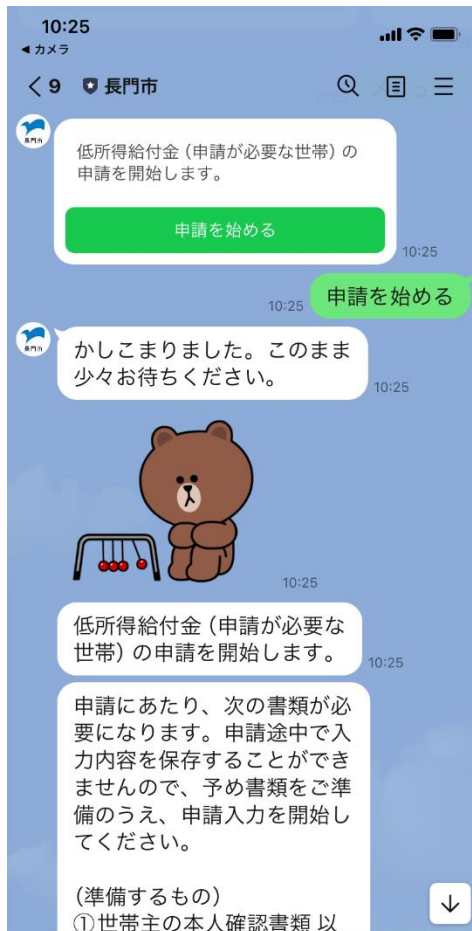 10:25
◀ カメラ
9 長門市
低所得給付金(申請が必要な世帯)の
申請を開始します。
申請を始める
10:25
申請を始める
10:25
かしこまりました。このまま
少々お待ちください。
10:25
10:25
低所得給付金(申請が必要な
世帯)の申請を開始します。
10:25
申請にあたり、次の書類が必
要になります。申請途中で入
力内容を保存することができ
ませんので、予め書類をご準
備のうえ、申請入力を開始し
てください。
(準備するもの)
①世帯主の本人確認書類 以